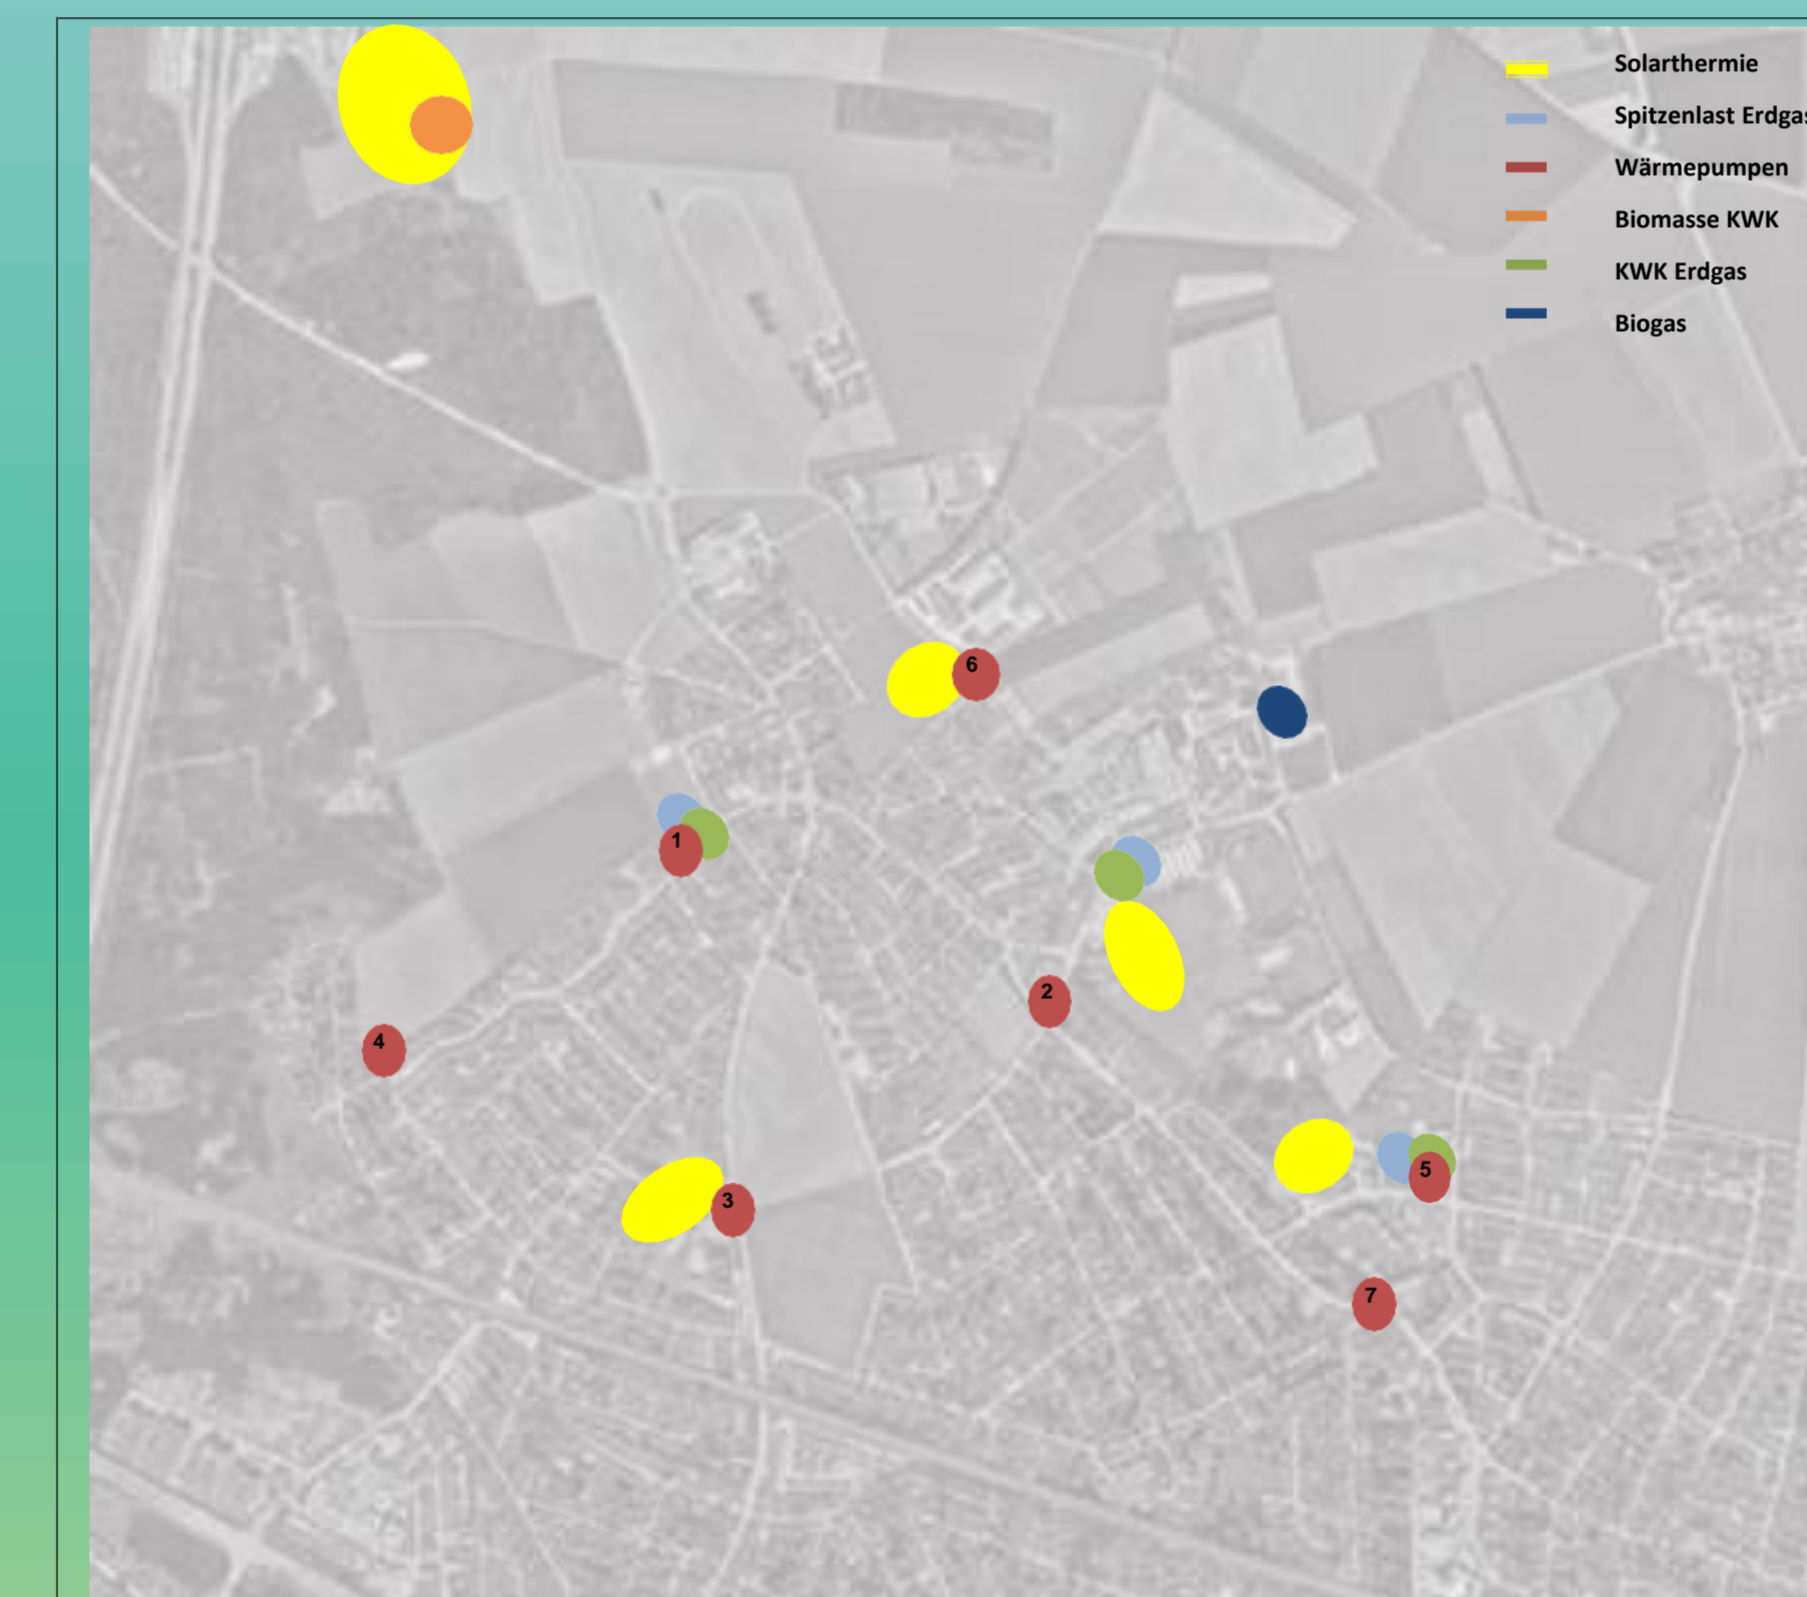 Solarthermie
Spitzenlast Erdgas
Wärmepumpen
Biomasse KWK
KWK Erdgas
Biogas
6
1
2
4
5
3
7